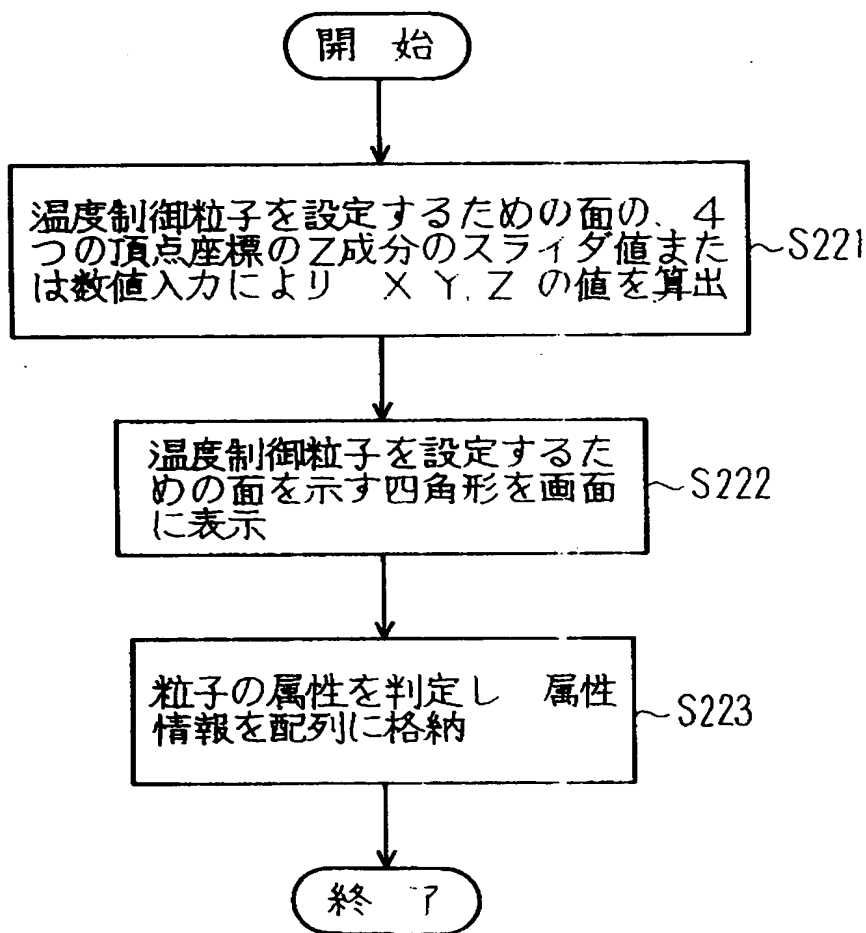 開 始
温度制御粒子を設定するための面の、4
つの頂点座標のZ成分のスライダ値また
は数値入力により X Y, Z の値を算出
S221
温度制御粒子を設定するた
めの面を示す四角形を画面
に表示
S222
粒子の属性を判定し 属性
情報を配列に格納
S223
終 了